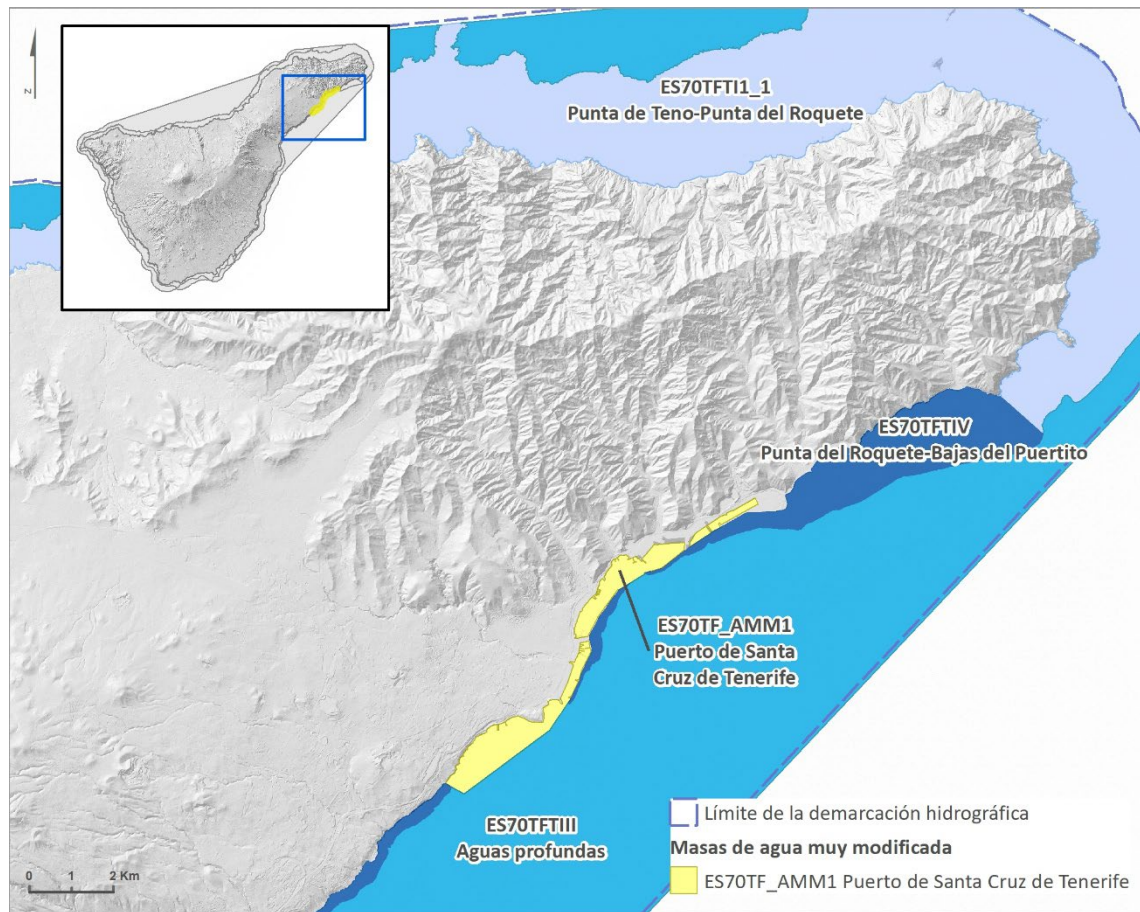 N
ES70TFTI1_1
Punta de Teno-Punta del Roquete
ES70TFTIV
Punta del Roquete-Bajas del Puertito
ES70TF_AMM1
Puerto de Santa
Cruz de Tenerife
ES70TFTIII
Aguas profundas
0 1 2 Km
Límite de la demarcación hidrográfica
Masas de agua muy modificada
ES70TF_AMM1 Puerto de Santa Cruz de Tenerife